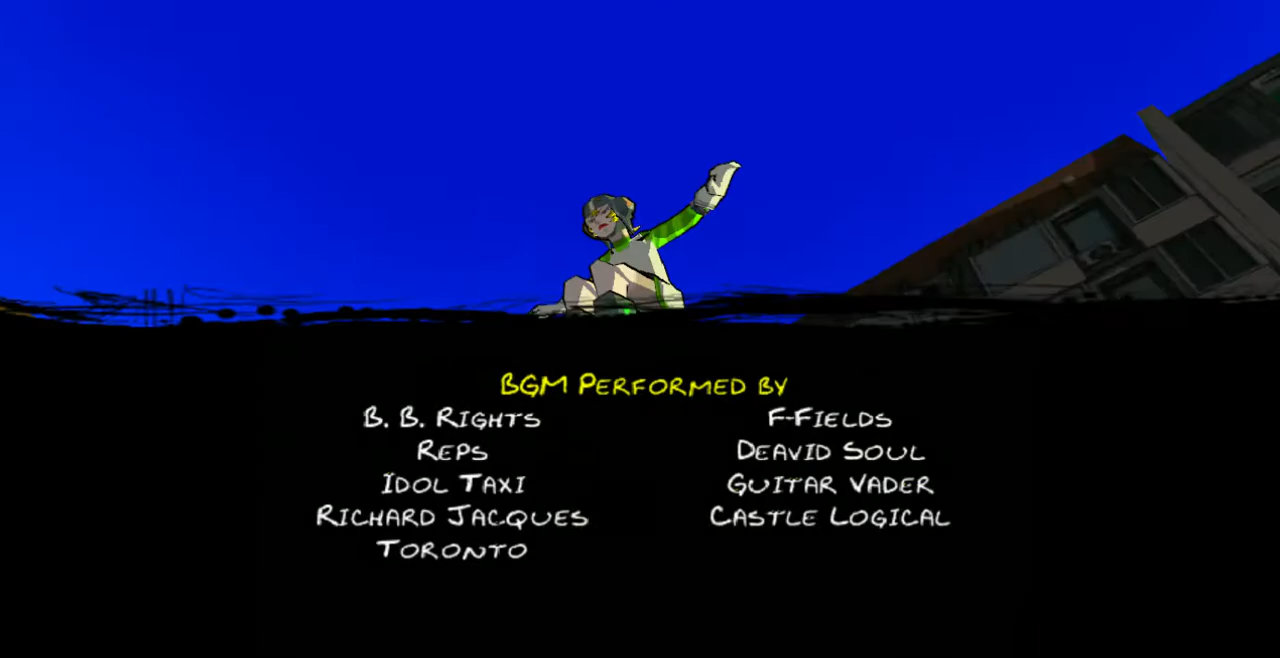 BGM Performed by
B. B. Rights
Reps
Idol Taxi
Richard Jacques
Toronto
F-Fields
Deavid Soul
Guitar Vader
Castle Logical